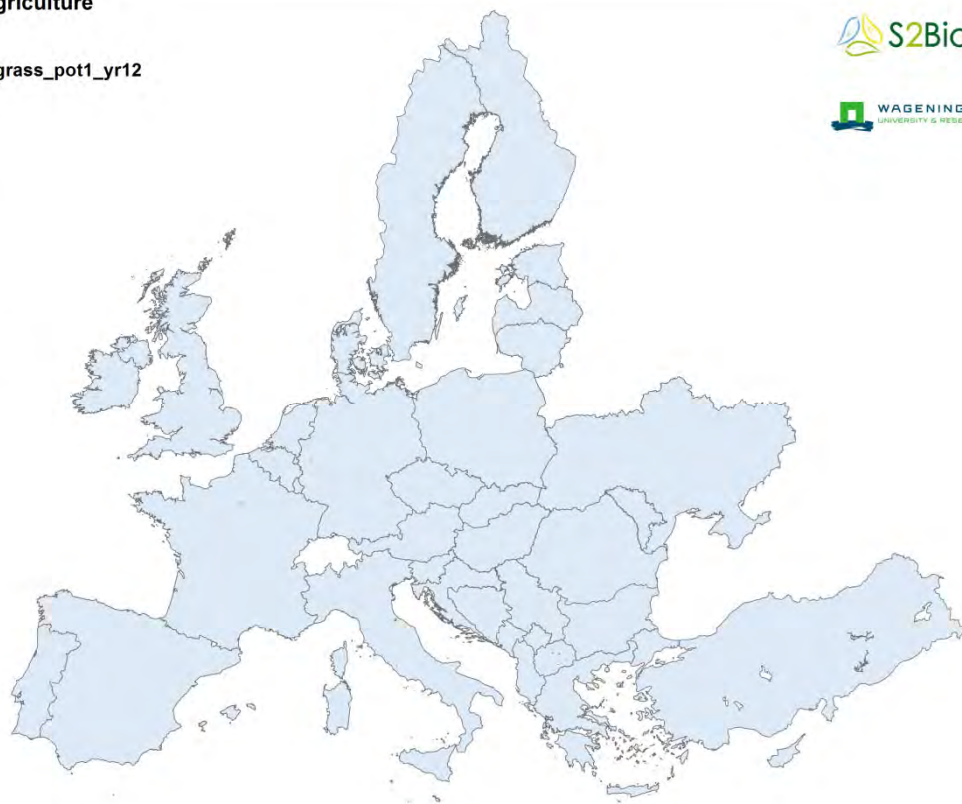 griculture
grass_pot1_yr12
S2Bio
WAGENING
UNIVERSITY & RESE